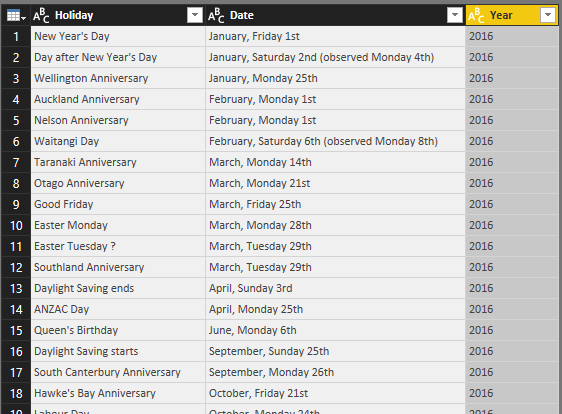 ABC Holiday ABC Date ABC Year
1 New Year's Day January, Friday 1st 2016
2 Day after New Year's Day January, Saturday 2nd (observed Monday 4th) 2016
3 Wellington Anniversary January, Monday 25th 2016
4 Auckland Anniversary February, Monday 1st 2016
5 Nelson Anniversary February, Monday 1st 2016
6 Waitangi Day February, Saturday 6th (observed Monday 8th) 2016
7 Taranaki Anniversary March, Monday 14th 2016
8 Otago Anniversary March, Monday 21st 2016
9 Good Friday March, Friday 25th 2016
10 Easter Monday March, Monday 28th 2016
11 Easter Tuesday ? March, Tuesday 29th 2016
12 Southland Anniversary March, Tuesday 29th 2016
13 Daylight Saving ends April, Sunday 3rd 2016
14 ANZAC Day April, Monday 25th 2016
15 Queen's Birthday June, Monday 6th 2016
16 Daylight Saving starts September, Sunday 25th 2016
17 South Canterbury Anniversary September, Monday 26th 2016
18 Hawke's Bay Anniversary October, Friday 21st 2016
19 Labour Day October, Monday 24th 2016